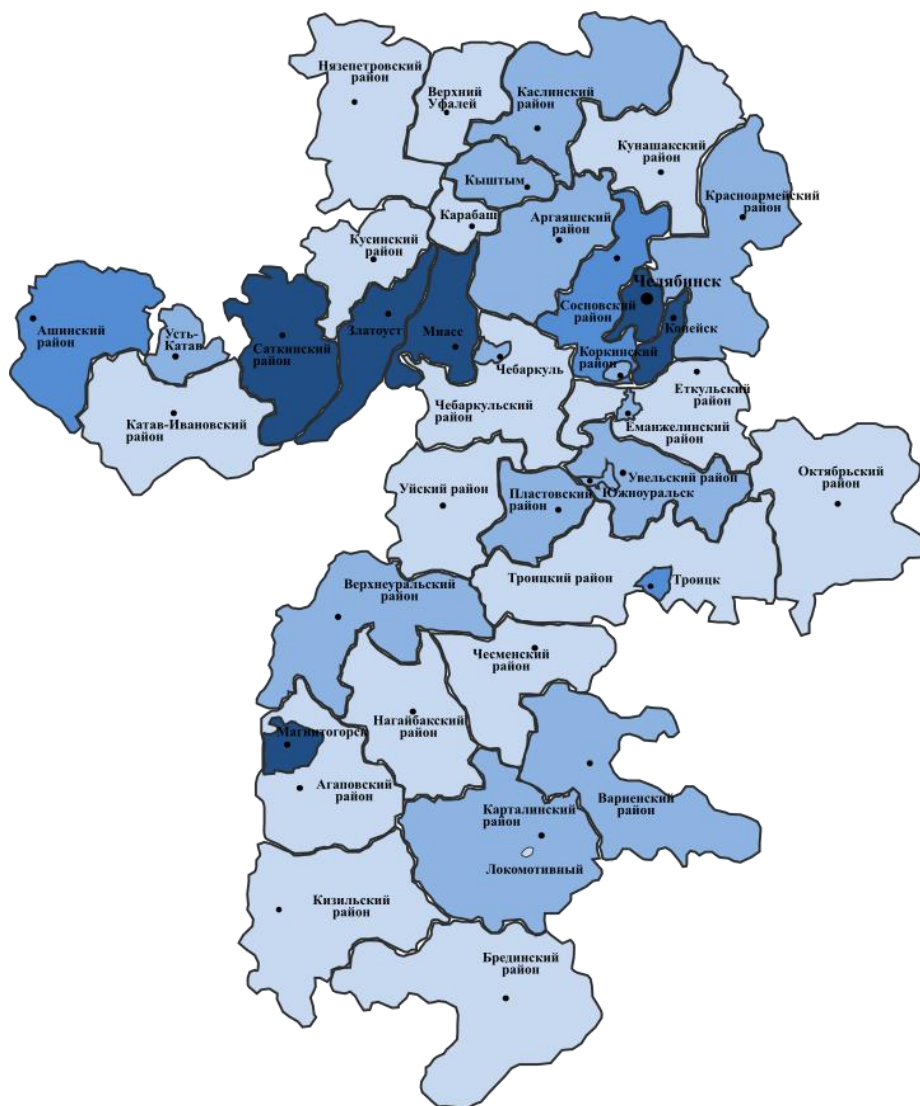 Нязепетровский
район
Верхний
Уфалей
Каслинский
район
Кунашакский
район
Кыштым
Красноармейский
район
Карабаш
Аргаяшский
район
Кусинский
район
Челябинск
Ашинский
район
Усть-
Катав
Саткинский
район
Златоуст
Миасс
Сосновский
район
Копейск
Чебаркуль
Коркинский
район
Еткульский
район
Катав-Ивановский
район
Чебаркульский
район
Еманжелинский
район
Октябрьский
район
Уйский район
Пластовский
район
Увельский район
Южноуральск
Троицкий район
Троицк
Верхнеуральский
район
Чесменский
район
Нагайбакский
район
Магнитогорск
Агаповский
район
Карталинский
район
Варненский
район
Локомотивный
Кизильский
район
Брединский
район